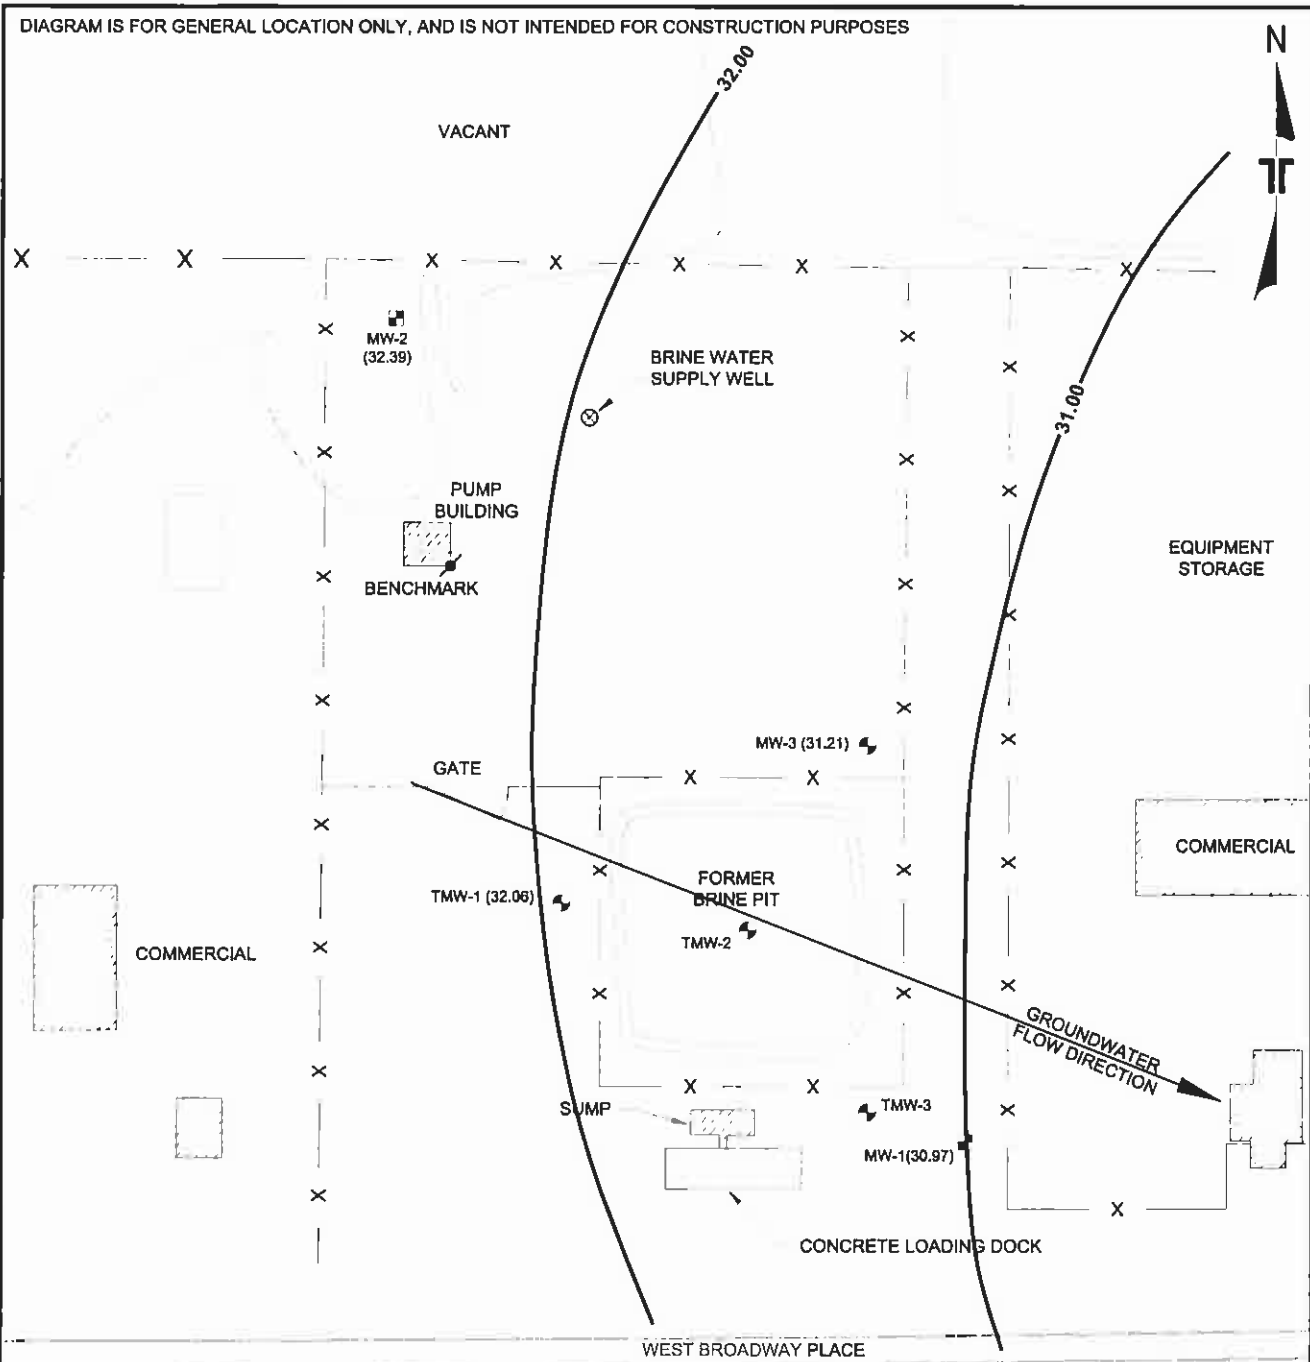 DIAGRAM IS FOR GENERAL LOCATION ONLY, AND IS NOT INTENDED FOR CONSTRUCTION PURPOSES
N
32.00
VACANT
MW-2
(32.39)
BRINE WATER
SUPPLY WELL
31.00
PUMP
BUILDING
BENCHMARK
EQUIPMENT
STORAGE
MW-3 (31.21)
GATE
COMMERCIAL
FORMER
BRINE PIT
TMW-1 (32.06)
TMW-2
COMMERCIAL
GROUNDWATER
FLOW DIRECTION
SUMP
TMW-3
MW-1(30.97)
CONCRETE LOADING DOCK
WEST BROADWAY PLACE